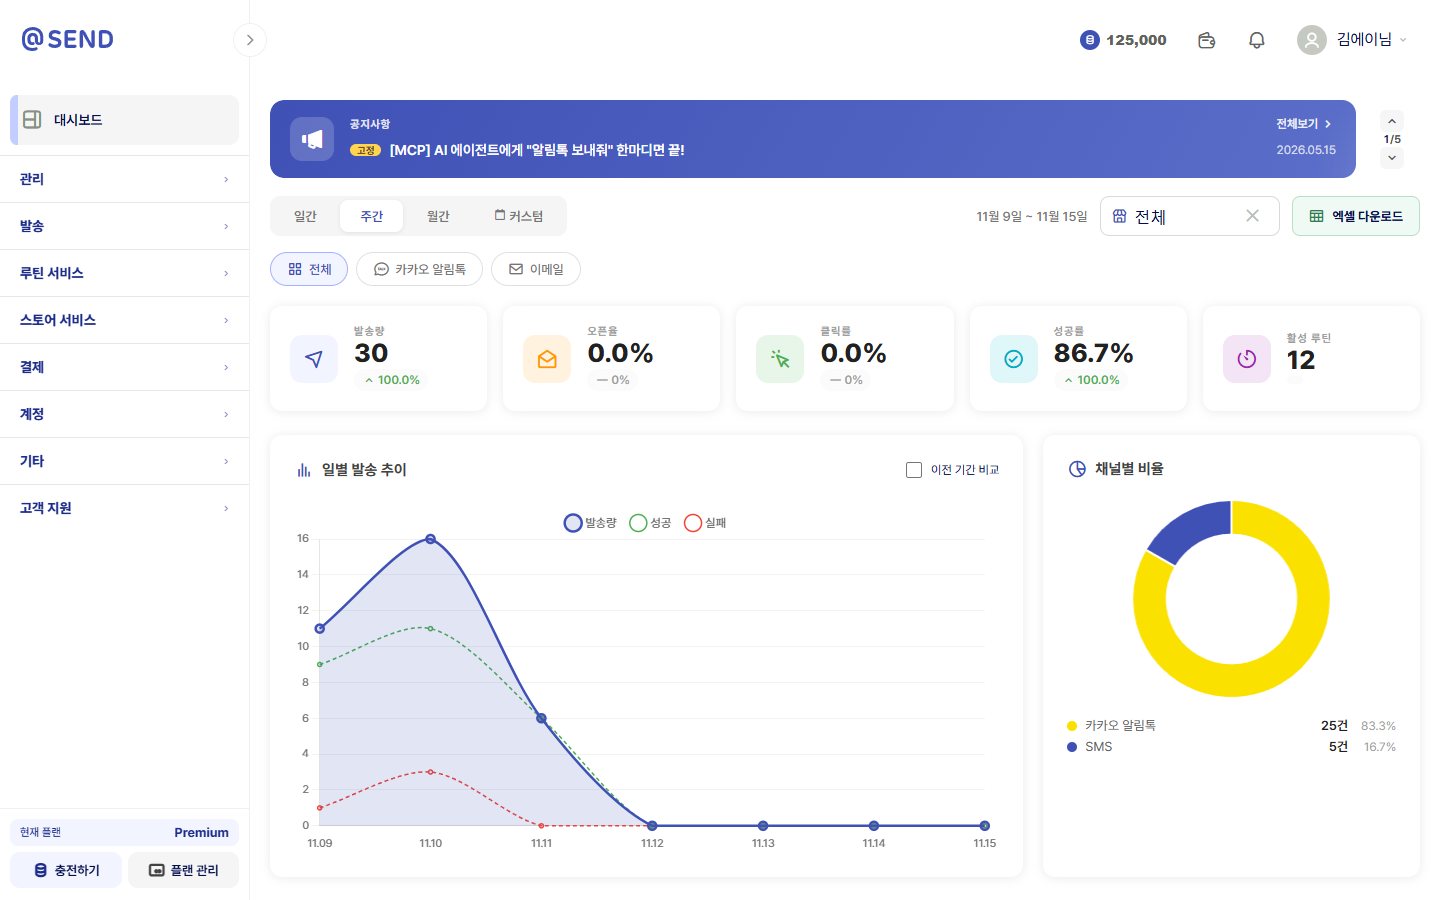 @SEND
125,000
김에이님
대시보드
관리
발송
루틴 서비스
스토어 서비스
결제
계정
기타
고객 지원
현재 플랜
Premium
충전하기
플랜 관리
공지사항
전체보기
고정 [MCP] AI 에이전트에게 "알림톡 보내줘" 한마디면 끝!
2026.05.15
1/5
일간
주간
월간
커스텀
11월 9일 ~ 11월 15일
전체
엑셀 다운로드
전체
카카오 알림톡
이메일
발송량
30
100.0%
오픈율
0.0%
— 0%
클릭률
0.0%
— 0%
성공률
86.7%
100.0%
활성 루틴
12
일별 발송 추이
이전 기간 비교
발송량
성공
실패
16
14
12
10
8
6
4
2
0
11.09
11.10
11.11
11.12
11.13
11.14
11.15
채널별 비율
카카오 알림톡 25건 83.3%
SMS 5건 16.7%